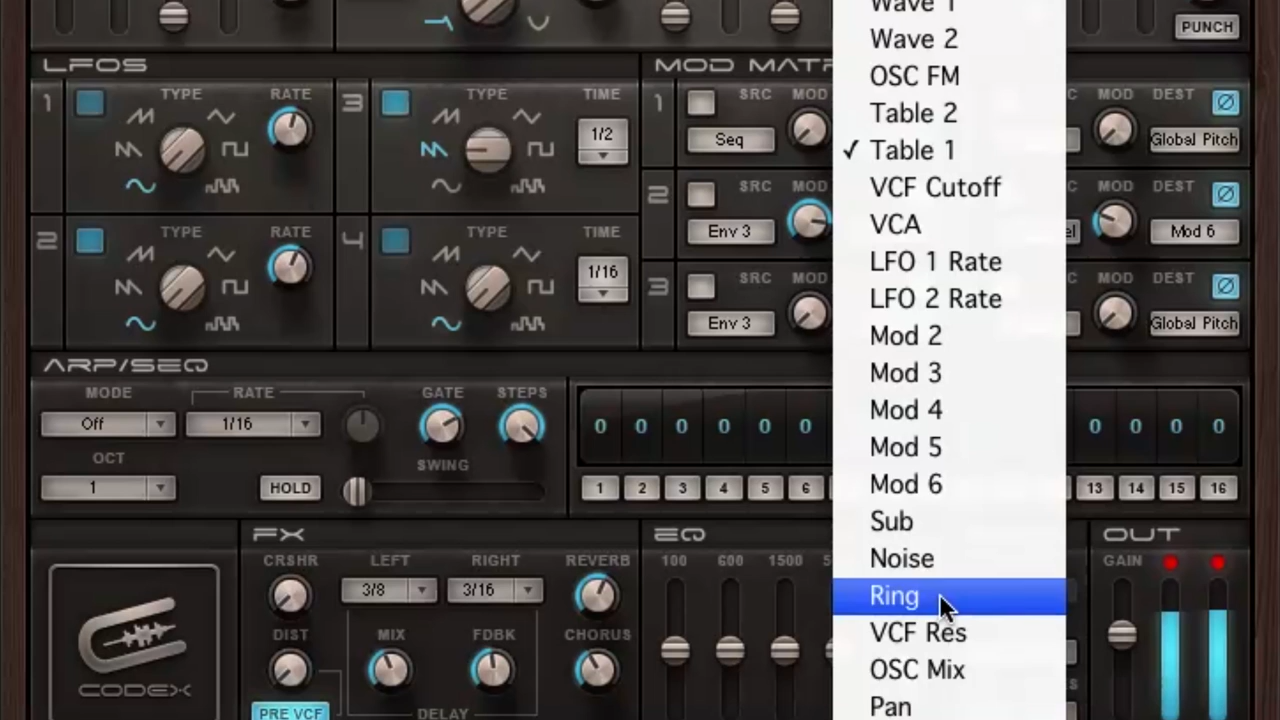 PUNCH
LFOS
MOD MATR
1
TYPE
RATE
3
TYPE
TIME
1/2
2
TYPE
RATE
4
TYPE
TIME
1/16
1
SRC
MOD
Seq
MOD
DEST
Global Pitch
2
SRC
MOD
Env 3
MOD
DEST
Mod 6
3
SRC
MOD
Env 3
MOD
DEST
Global Pitch
Wave 1
Wave 2
OSC FM
Table 2
✓ Table 1
VCF Cutoff
VCA
LFO 1 Rate
LFO 2 Rate
Mod 2
Mod 3
Mod 4
Mod 5
Mod 6
Sub
Noise
Ring
VCF Res
OSC Mix
Pan
ARP/SEQ
MODE
RATE
GATE
STEPS
Off
1/16
OCT
SWING
1
HOLD
0 0 0 0 0 0
0 0 0 0
1 2 3 4 5 6
13 14 15 16
CODEX
FX
CRSHR
LEFT
RIGHT
REVERB
3/8
3/16
DIST
MIX
FDBK
CHORUS
PRE VCF
DELAY
EQ
100 600 1500
OUT
GAIN